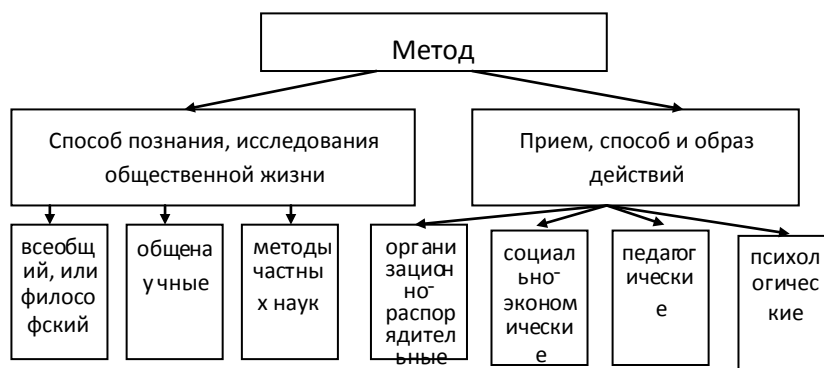 Метод
Способ познания, исследования
общественной жизни
Прием, способ и образ
действий
всеобщ
ий, или
филосо
фский
общена
учные
методы
частны
х наук
органи
зацион
но-
распор
ядител
ьные
социал
ьно-
эконом
ически
е
педагог
ически
е
психол
огичес
кие